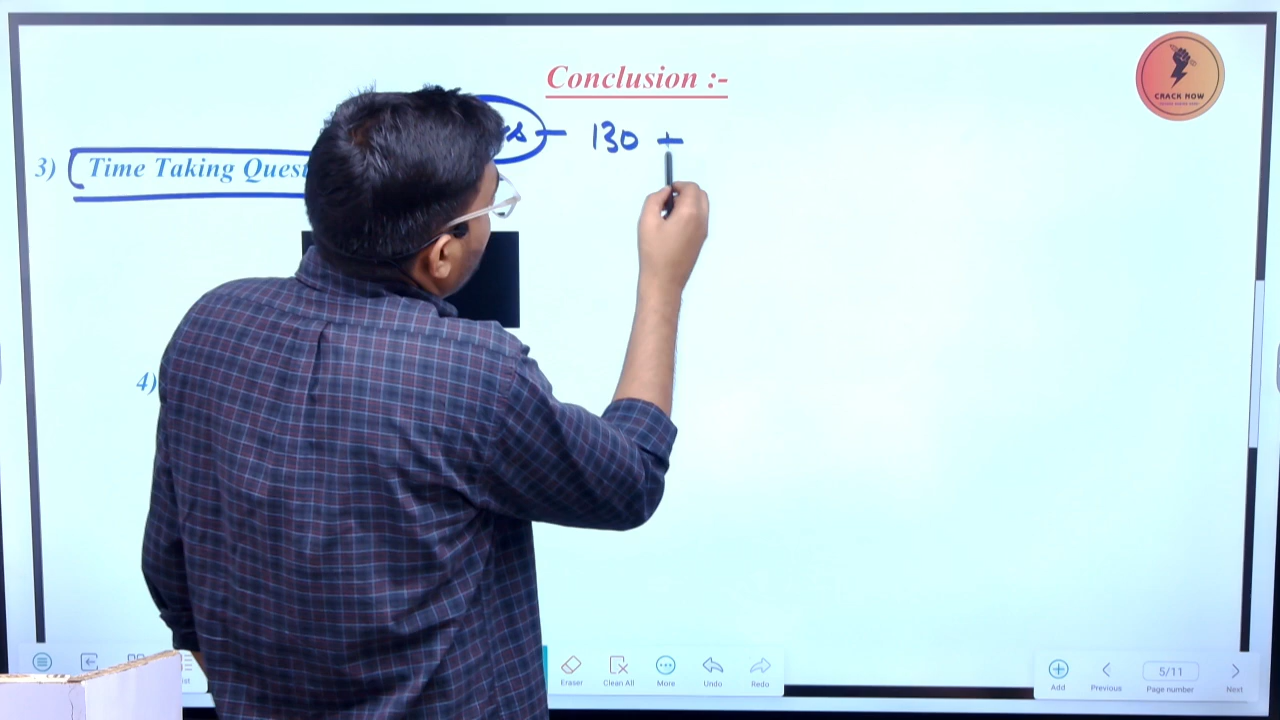 Conclusion :-
CRACK NOW
130 +
3) Time Taking
4)
Eraser
Clean All
More
Undo
Redo
Add
Previous
5/11
Page number
Next